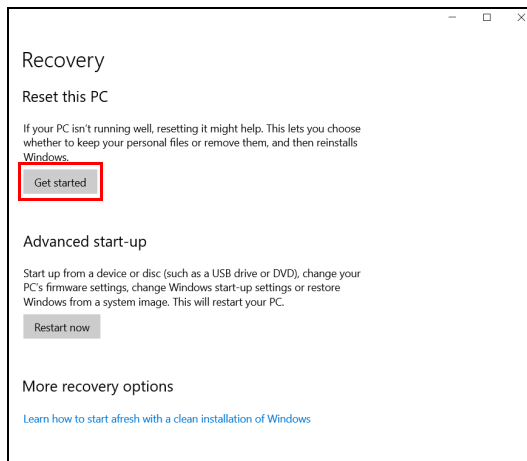 Recovery
Reset this PC
If your PC isn't running well, resetting it might help. This lets you choose
whether to keep your personal files or remove them, and then reinstalls
Windows.
Get started
Advanced start-up
Start up from a device or disc (such as a USB drive or DVD), change your
PC's firmware settings, change Windows start-up settings or restore
Windows from a system image. This will restart your PC.
Restart now
More recovery options
Learn how to start afresh with a clean installation of Windows